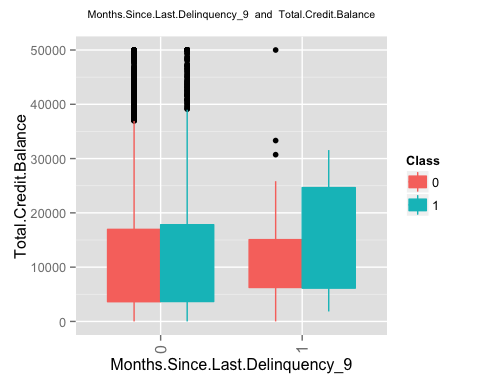 Months.Since.Last.Delinquency_9 and Total.Credit.Balance
50000
40000
30000
20000
10000
0
Total.Credit.Balance
0
1
Months.Since.Last.Delinquency_9
Class
0
1